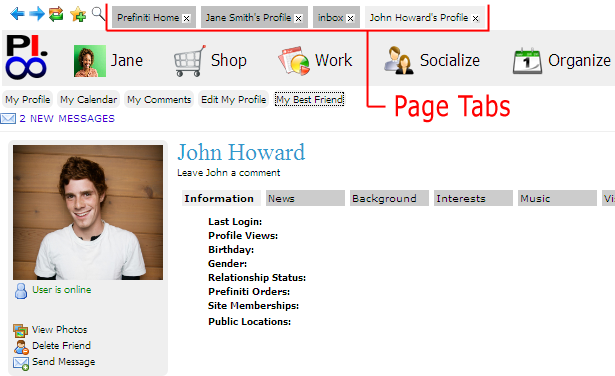 Prefiniti Home x Jane Smith's Profile x inbox x John Howard's Profile x
PI.
Jane Shop Work Socialize Organize
1
My Profile My Calendar My Comments Edit My Profile My Best Friend
Page Tabs
2 NEW MESSAGES
John Howard
Leave John a comment
Information News Background Interests Music Vi
Last Login:
Profile Views:
Birthday:
Gender:
Relationship Status:
Prefiniti Orders:
Site Memberships:
Public Locations:
User is online
View Photos
Delete Friend
Send Message